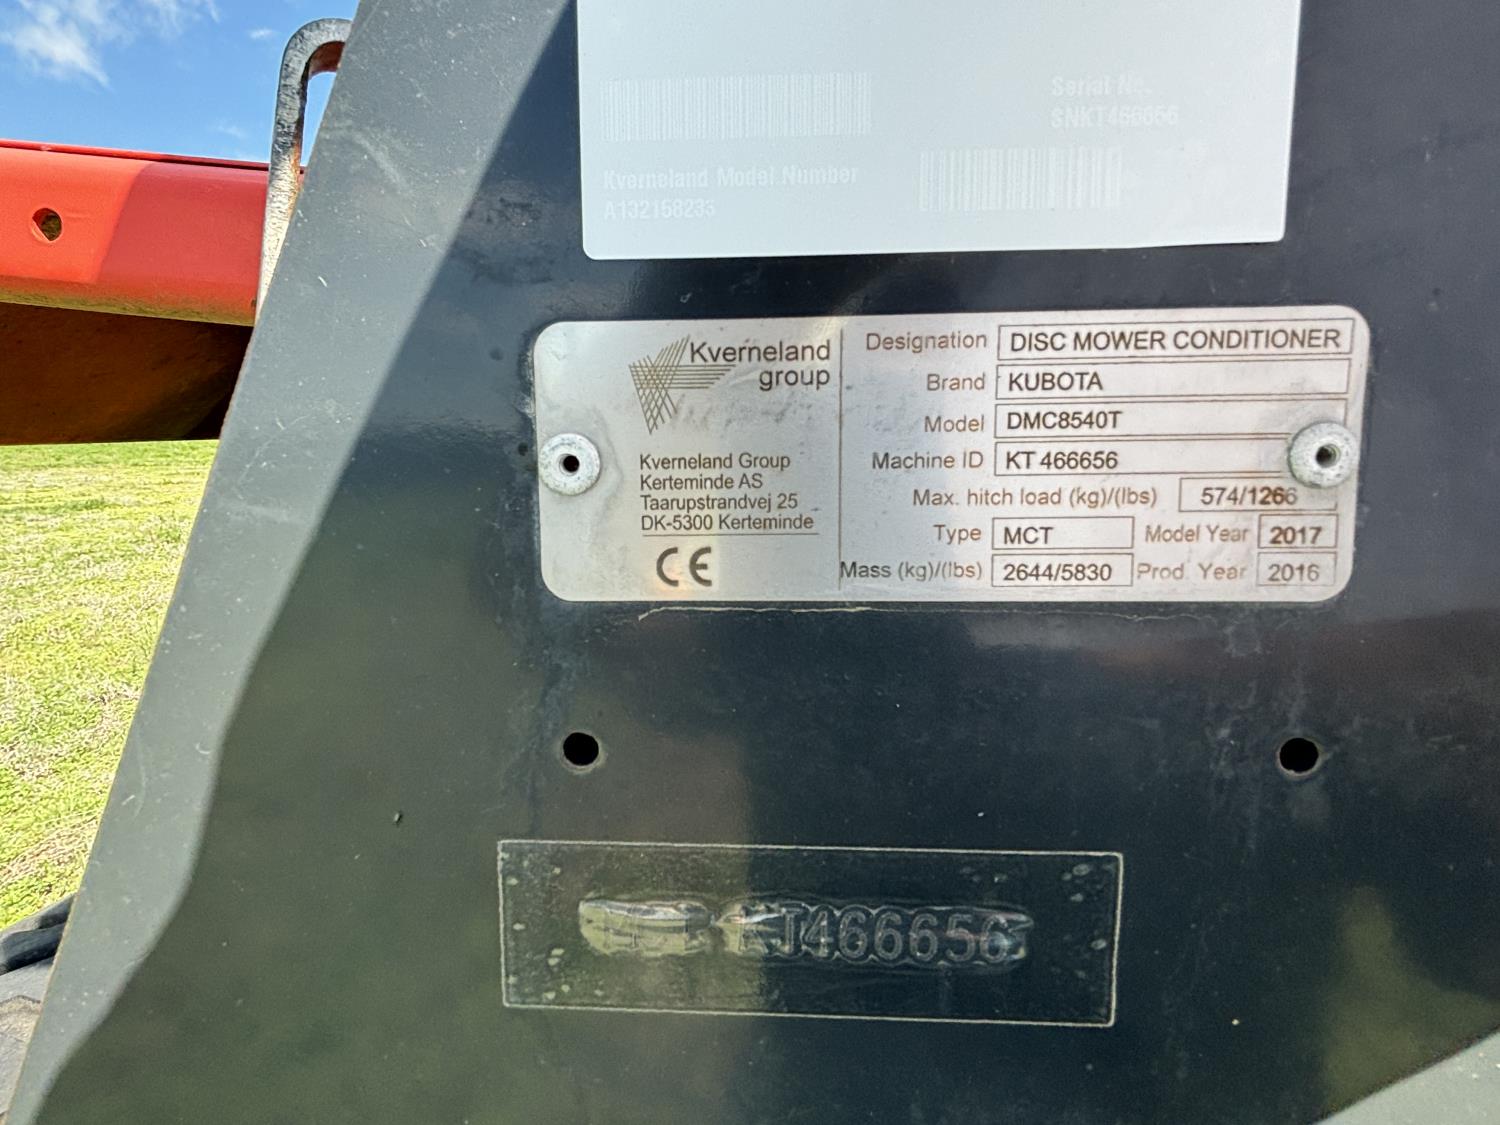 Serial No.
SNKT466656
Kverneland Model Number
A132158233
Kverneland
group
Kverneland Group
Kerteminde AS
Taarupstrandvej 25
DK-5300 Kerteminde
CE
Designation DISC MOWER CONDITIONER
Brand KUBOTA
Model DMC8540T
Machine ID KT 466656
Max. hitch load (kg)/(lbs) 574/1266
Type MCT Model Year 2017
Mass (kg)/(lbs) 2644/5830 Prod. Year 2016
KT466656